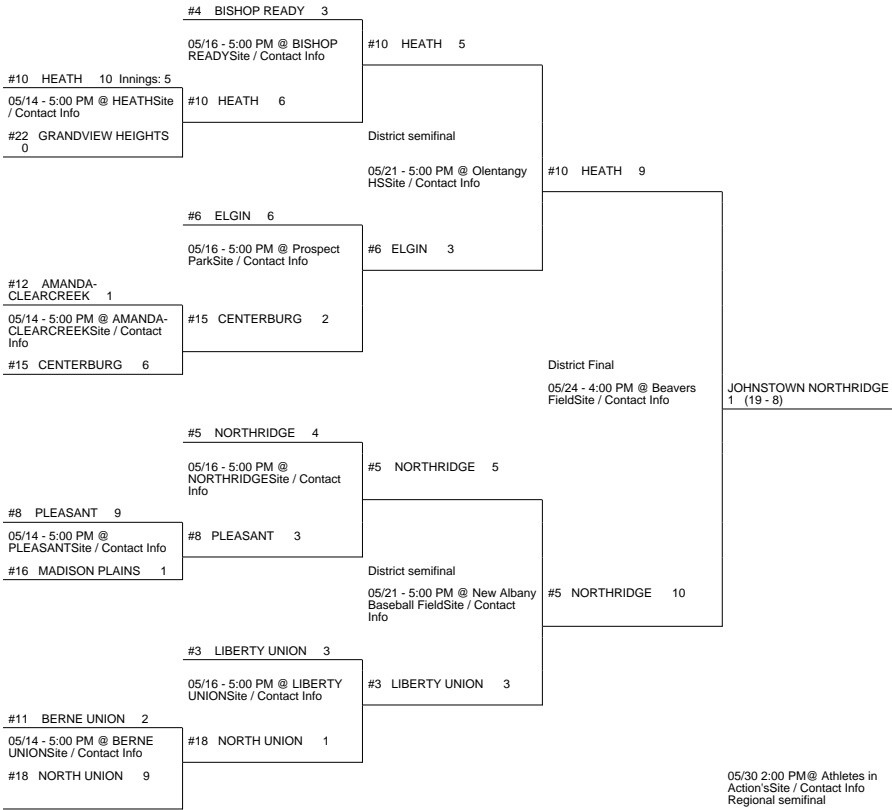 #4 BISHOP READY 3
05/16 - 5:00 PM @ BISHOP
READYSite / Contact Info
#10 HEATH 5
#10 HEATH 10 Innings: 5
05/14 - 5:00 PM @ HEATHSite
/ Contact Info
#10 HEATH 6
#22 GRANDVIEW HEIGHTS
0
District semifinal
05/21 - 5:00 PM @ Olentangy
HSSite / Contact Info
#10 HEATH 9
#6 ELGIN 6
05/16 - 5:00 PM @ Prospect
ParkSite / Contact Info
#6 ELGIN 3
#12 AMANDA-
CLEARCREEK 1
05/14 - 5:00 PM @ AMANDA-
CLEARCREEKSite / Contact
Info
#15 CENTERBURG 2
#15 CENTERBURG 6
District Final
05/24 - 4:00 PM @ Beavers
FieldSite / Contact Info
JOHNSTOWN NORTHRIDGE
1 (19 - 8)
#5 NORTHRIDGE 4
05/16 - 5:00 PM @
NORTHRIDGESite / Contact
Info
#5 NORTHRIDGE 5
#8 PLEASANT 9
05/14 - 5:00 PM @
PLEASANTSite / Contact Info
#8 PLEASANT 3
#16 MADISON PLAINS 1
District semifinal
05/21 - 5:00 PM @ New Albany
Baseball FieldSite / Contact
Info
#5 NORTHRIDGE 10
#3 LIBERTY UNION 3
05/16 - 5:00 PM @ LIBERTY
UNIONSite / Contact Info
#3 LIBERTY UNION 3
#11 BERNE UNION 2
05/14 - 5:00 PM @ BERNE
UNIONSite / Contact Info
#18 NORTH UNION 1
#18 NORTH UNION 9
05/30 2:00 PM@ Athletes in
Action'sSite / Contact Info
Regional semifinal